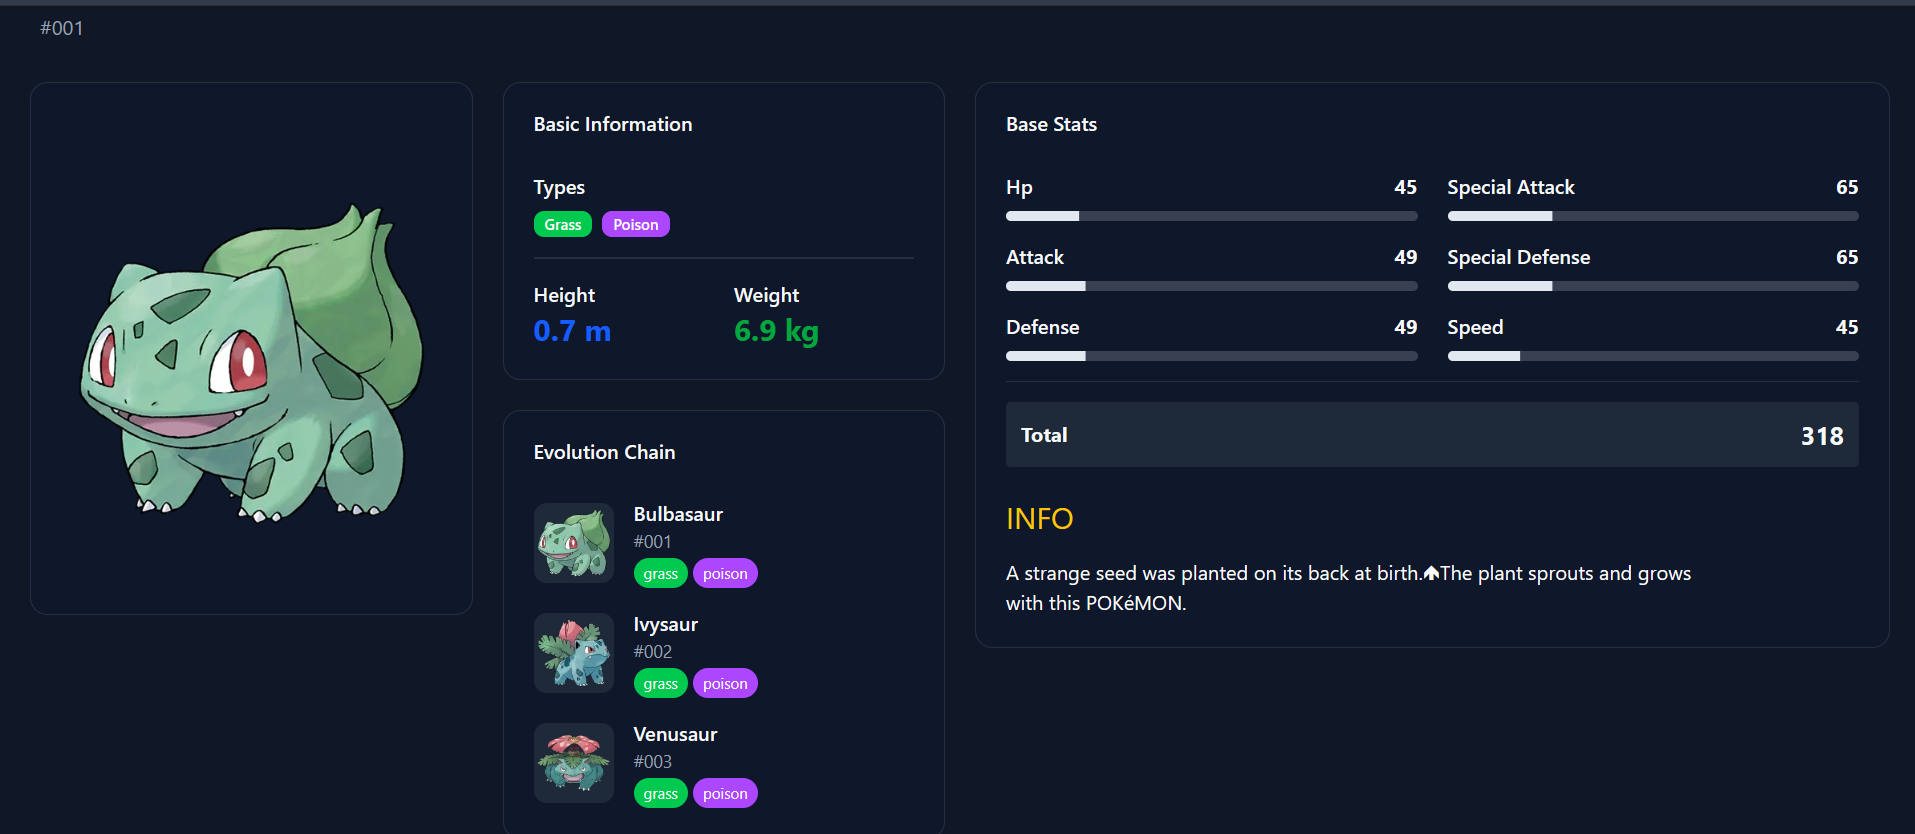 #001
Basic Information
Types
Grass Poison
Height Weight
0.7 m 6.9 kg
Evolution Chain
Bulbasaur
#001
grass poison
Ivysaur
#002
grass poison
Venusaur
#003
grass poison
Base Stats
Hp 45 Special Attack 65
Attack 49 Special Defense 65
Defense 49 Speed 45
Total 318
INFO
A strange seed was planted on its back at birth.🡅The plant sprouts and grows
with this POKéMON.